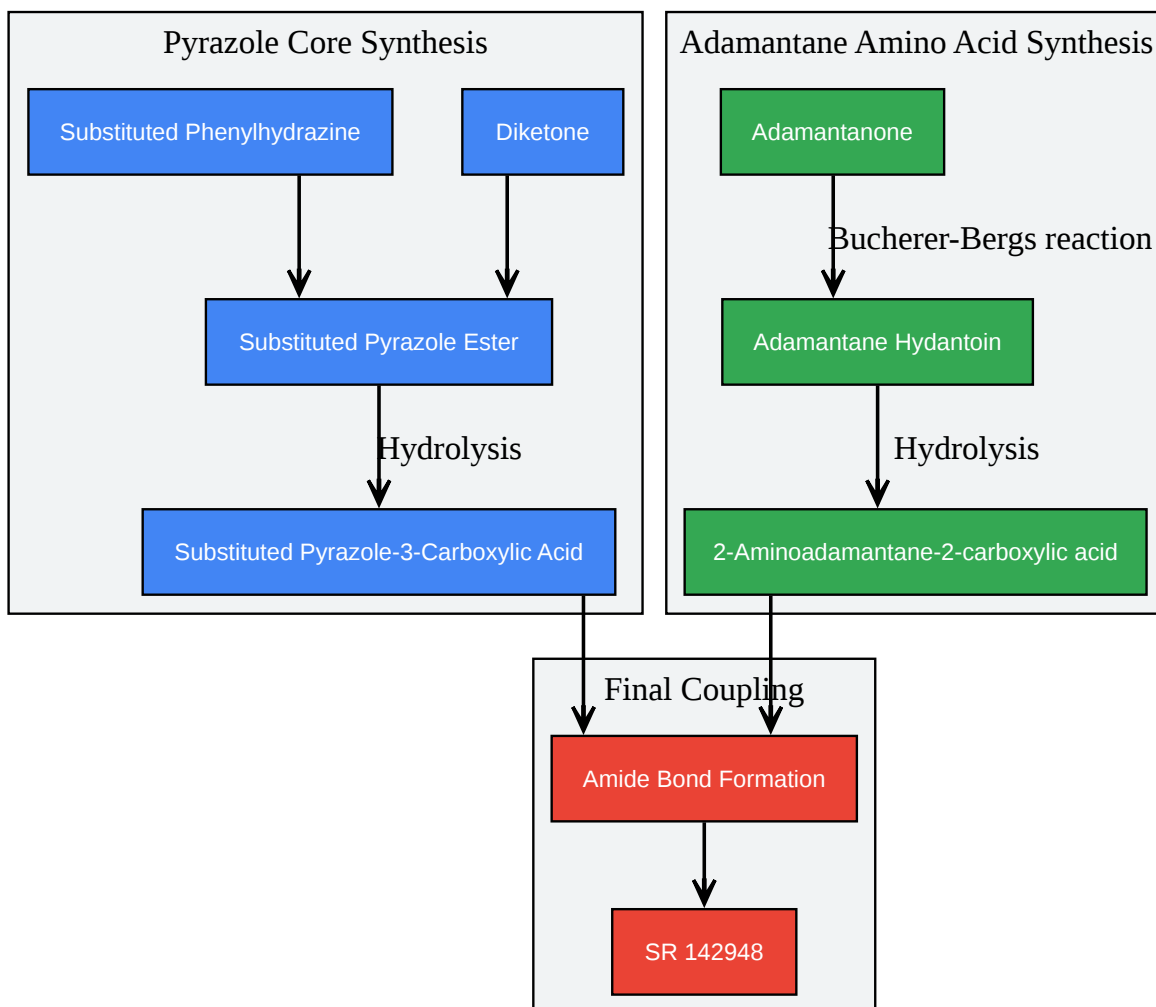 Pyrazole Core Synthesis
Substituted Phenylhydrazine
Diketone
Substituted Pyrazole Ester
Hydrolysis
Substituted Pyrazole-3-Carboxylic Acid
Adamantane Amino Acid Synthesis
Adamantanone
Bucherer-Bergs reaction
Adamantane Hydantoin
Hydrolysis
2-Aminoadamantane-2-carboxylic acid
Final Coupling
Amide Bond Formation
SR 142948